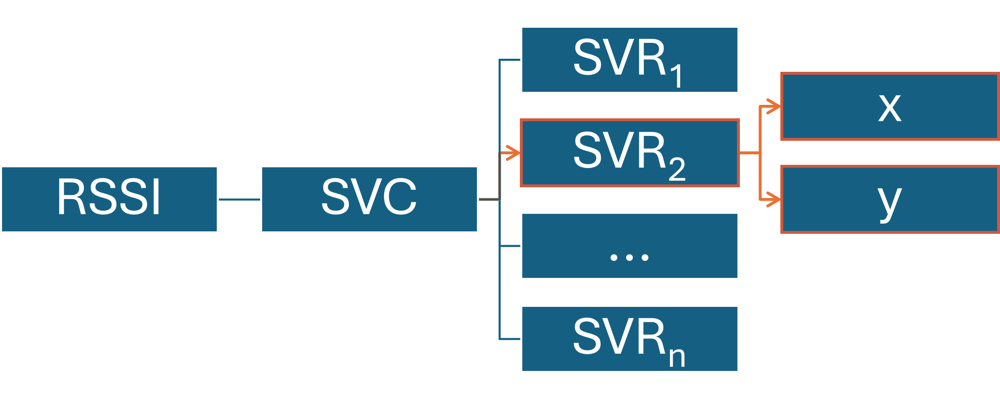 RSSI
SVC
SVR₁
SVR₂
...
SVRₙ
x
y